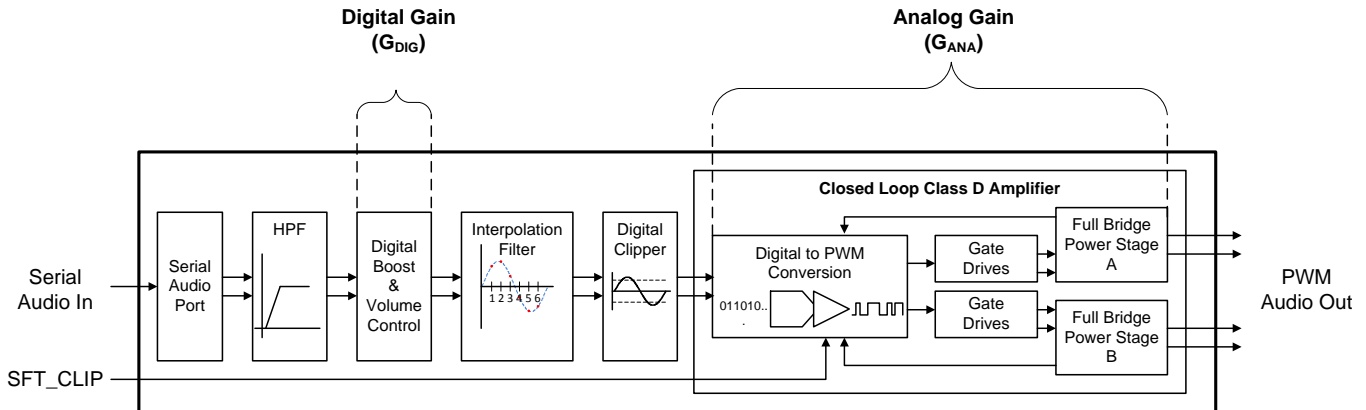 Digital Gain
(GDIG)
Analog Gain
(GANA)
Closed Loop Class D Amplifier
Serial
Audio In
Serial
Audio
Port
HPF
Digital
Boost
&
Volume
Control
Interpolation
Filter
1 2 3 4 5 6
Digital
Clipper
Digital to PWM
Conversion
011010..
.
Gate
Drives
Gate
Drives
Full Bridge
Power Stage
A
Full Bridge
Power Stage
B
PWM
Audio Out
SFT_CLIP